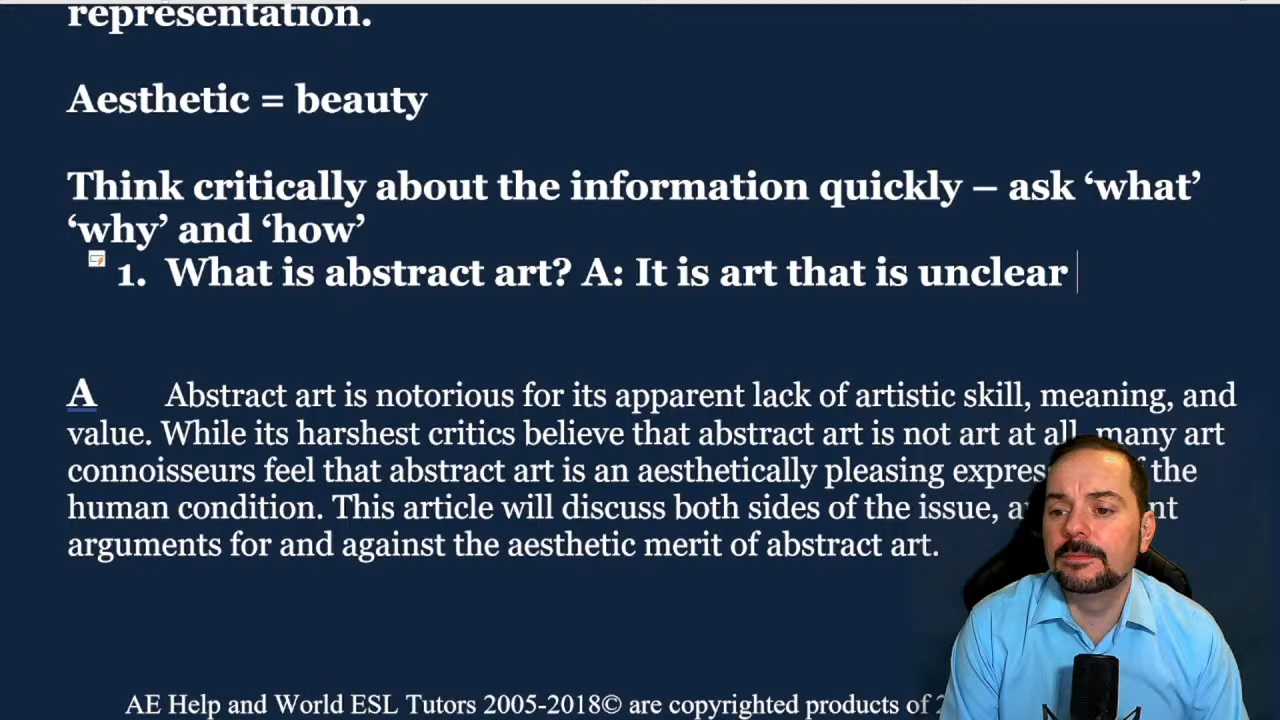 representation.
Aesthetic = beauty
Think critically about the information quickly – ask ‘what’
‘why’ and ‘how’
1. What is abstract art? A: It is art that is unclear
A Abstract art is notorious for its apparent lack of artistic skill, meaning, and
value. While its harshest critics believe that abstract art is not art at all, many art
connoisseurs feel that abstract art is an aesthetically pleasing of the
human condition. This article will discuss both sides of the issue,
arguments for and against the aesthetic merit of abstract art.
AE Help and World ESL Tutors 2005-2018© are copyrighted products of